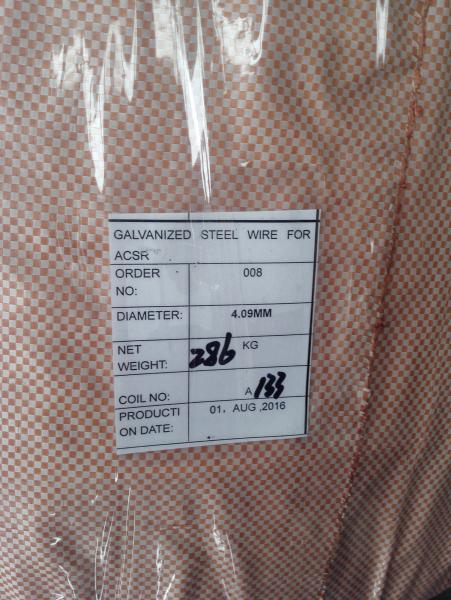 GALVANIZED STEEL WIRE FOR
ACSR
ORDER 008
NO:
DIAMETER: 4.09MM
NET 286 KG
WEIGHT:
COIL NO: A 133
PRODUCTI 01, AUG ,2016
ON DATE: